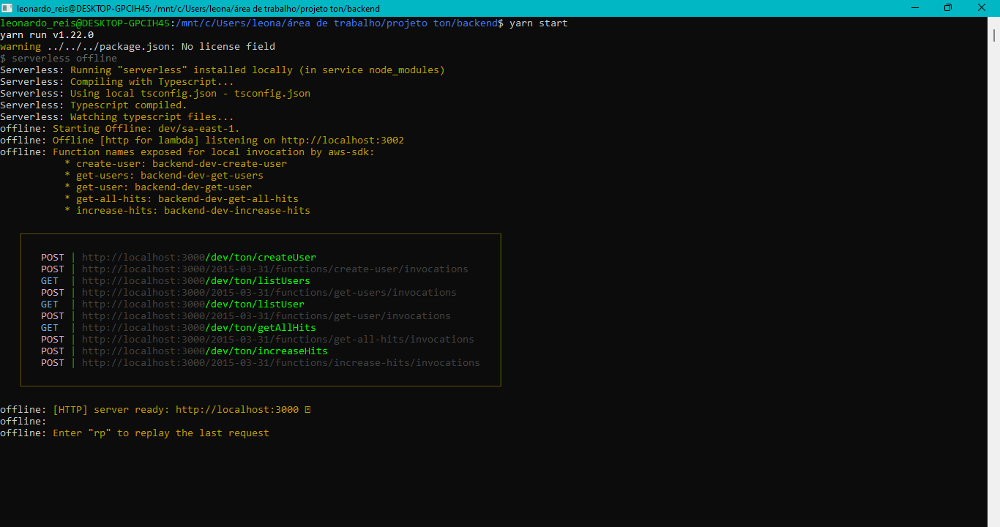 leonardo_reis@DESKTOP-GPCIH45: /mnt/c/Users/leona/área de trabalho/projeto ton/backend
leonardo_reis@DESKTOP-GPCIH45:/mnt/c/Users/leona/área de trabalho/projeto ton/backend$ yarn start
yarn run v1.22.0
warning ../../../package.json: No license field
$ serverless offline
Serverless: Running "serverless" installed locally (in service node_modules)
Serverless: Compiling with Typescript...
Serverless: Using local tsconfig.json - tsconfig.json
Serverless: Typescript compiled.
Serverless: Watching typescript files...
offline: Starting Offline: dev/sa-east-1.
offline: Offline [http for lambda] listening on http://localhost:3002
offline: Function names exposed for local invocation by aws-sdk:
* create-user: backend-dev-create-user
* get-users: backend-dev-get-users
* get-user: backend-dev-get-user
* get-all-hits: backend-dev-get-all-hits
* increase-hits: backend-dev-increase-hits
POST | http://localhost:3000/dev/ton/createUser
POST | http://localhost:3000/2015-03-31/functions/create-user/invocations
GET | http://localhost:3000/dev/ton/listUsers
POST | http://localhost:3000/2015-03-31/functions/get-users/invocations
GET | http://localhost:3000/dev/ton/listUser
POST | http://localhost:3000/2015-03-31/functions/get-user/invocations
GET | http://localhost:3000/dev/ton/getAllHits
POST | http://localhost:3000/2015-03-31/functions/get-all-hits/invocations
POST | http://localhost:3000/dev/ton/increaseHits
POST | http://localhost:3000/2015-03-31/functions/increase-hits/invocations
offline: [HTTP] server ready: http://localhost:3000
offline:
offline: Enter "rp" to replay the last request